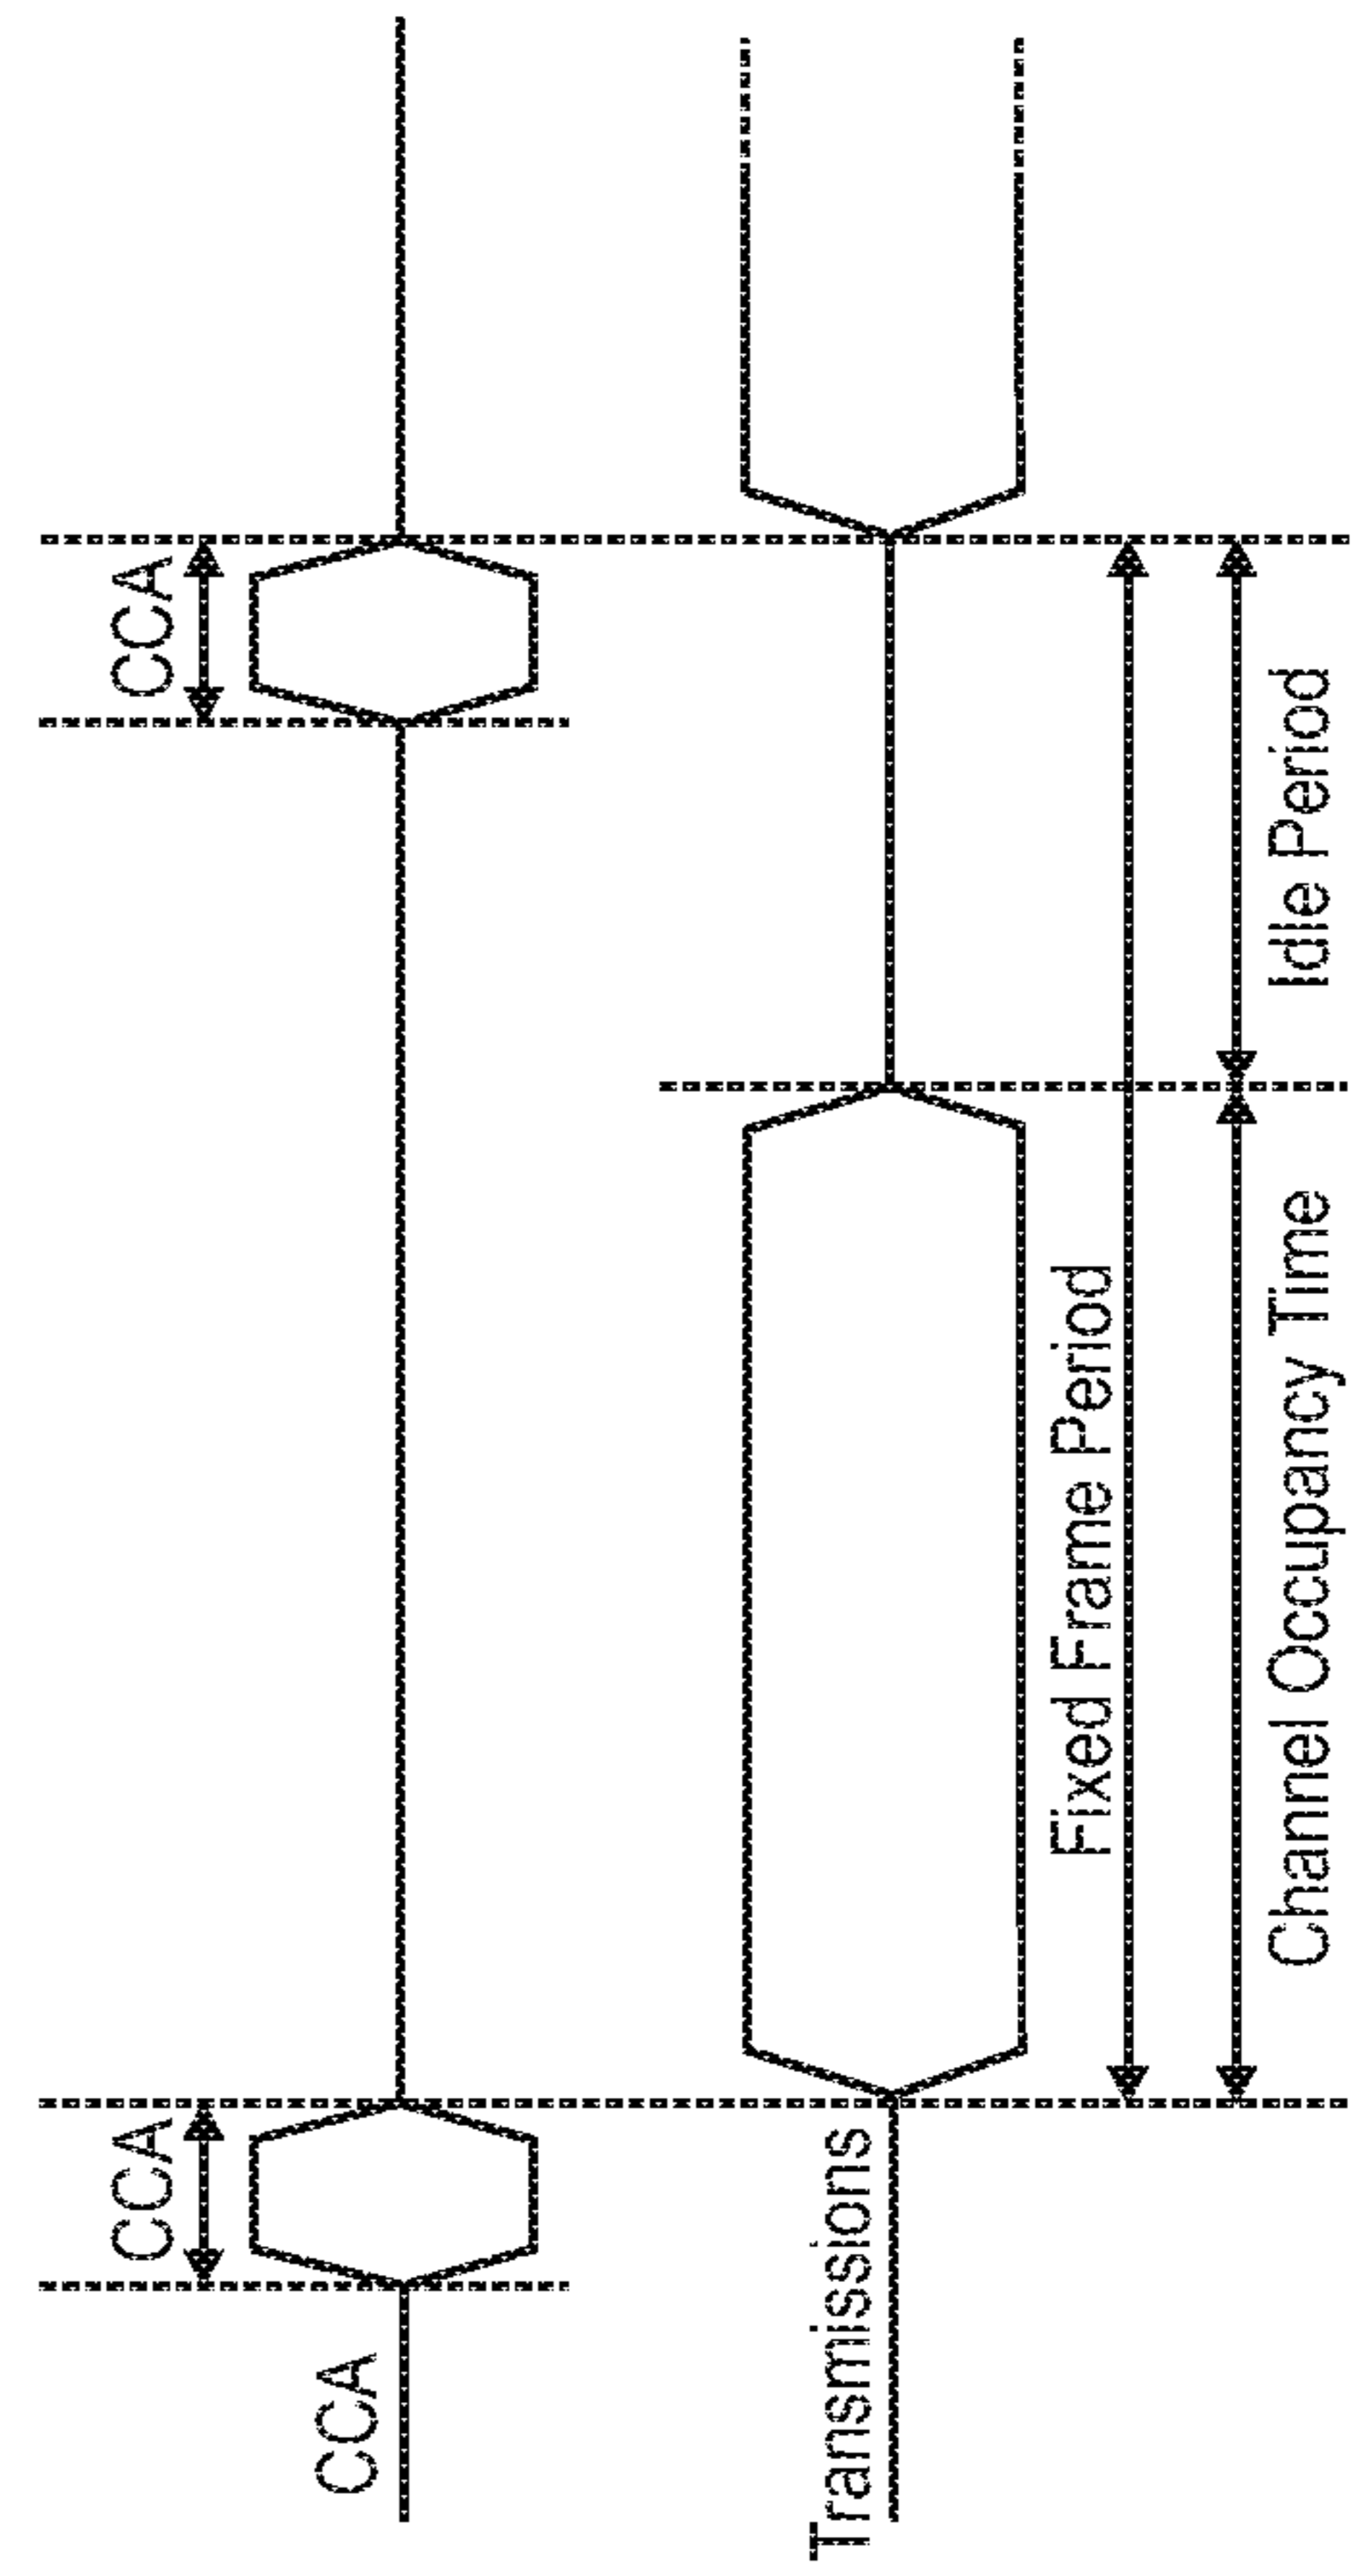 CCA
CCA
CCA
Transmissions
Fixed Frame Period
Channel Occupancy Time
Idle Period